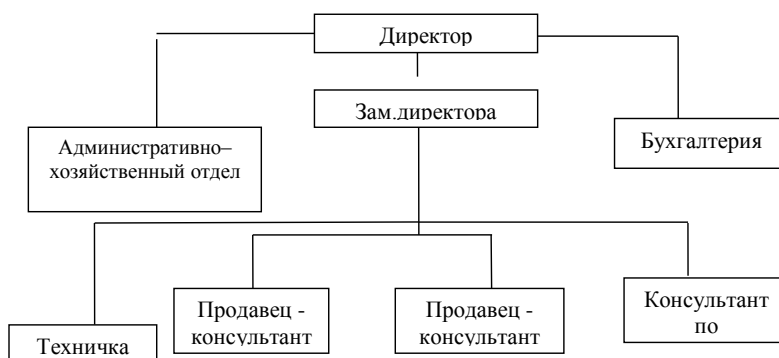 Директор
Зам.директора
Административно–
хозяйственный отдел
Бухгалтерия
Продавец -
консультант
Продавец -
консультант
Консультант
по
Техничка